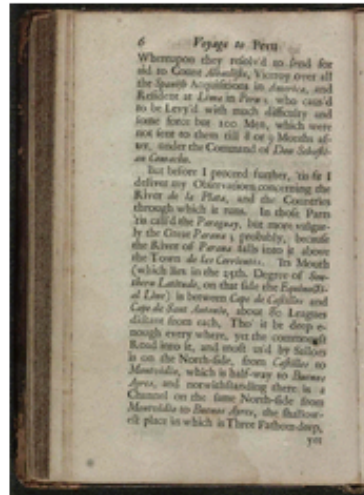 6 Voyage to Peru
Whereupon they resolv'd to send for
aid to Count Albaeliste, Viceroy over all
the Spanish Acquisitions in America, and
Resident at Lima in Peru; who caus'd
to be Levy'd with much difficulty and
some force but 100 Men, which were
not sent to them till 8 or 9 Months af-
ter, under the Command of Don Sebasti-
an Camacho.
But before I proceed further, 'tis fit I
deliver my Observations concerning the
River de la Plata, and the Countries
through which it runs. In those Parts
'tis call'd the Paraguay, but more vulgar-
ly the Great Parana; probably, because
the River of Parana falls into it above
the Town de las Corrientes. Its Mouth
(which lies in the 35th. Degree of Sou-
thern Latitude, on that side the Equinocti-
al Line) is between Cape de Castillos and
Cape de Sant Antonio, about 80 Leagues
distant from each, Tho' it be deep e-
nough every where, yet the commonest
Road into it, and most us'd by Sailors
is on the North-side, from Castillos to
Montevidio, which is half-way to Buenos
Ayres, and notwithstanding there is a
Channel on the same North-side from
Montevidio to Buenos Ayres, the shallow-
est place in which is Three Fathom deep,
yet